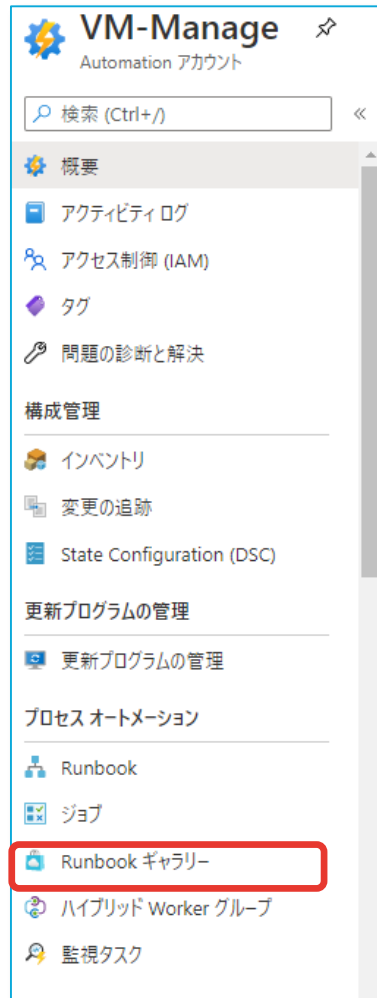 VM-Manage
Automation アカウント
検索 (Ctrl+/)
概要
アクティビティ ログ
アクセス制御 (IAM)
タグ
問題の診断と解決
構成管理
インベントリ
変更の追跡
State Configuration (DSC)
更新プログラムの管理
更新プログラムの管理
プロセス オートメーション
Runbook
ジョブ
Runbook ギャラリー
ハイブリッド Worker グループ
監視タスク